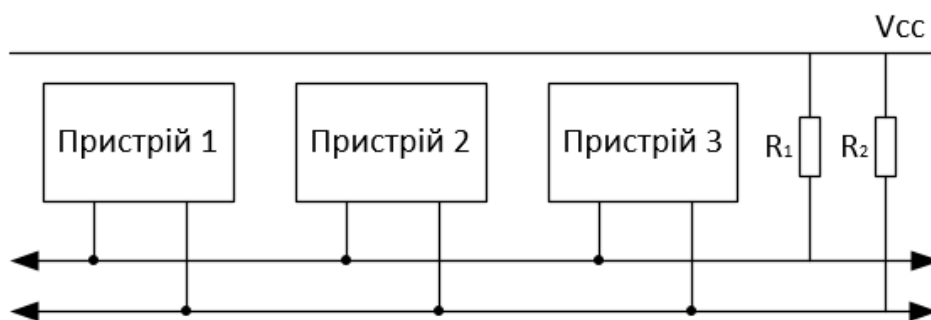 Vcc
Пристрій 1
Пристрій 2
Пристрій 3
R₁
R₂